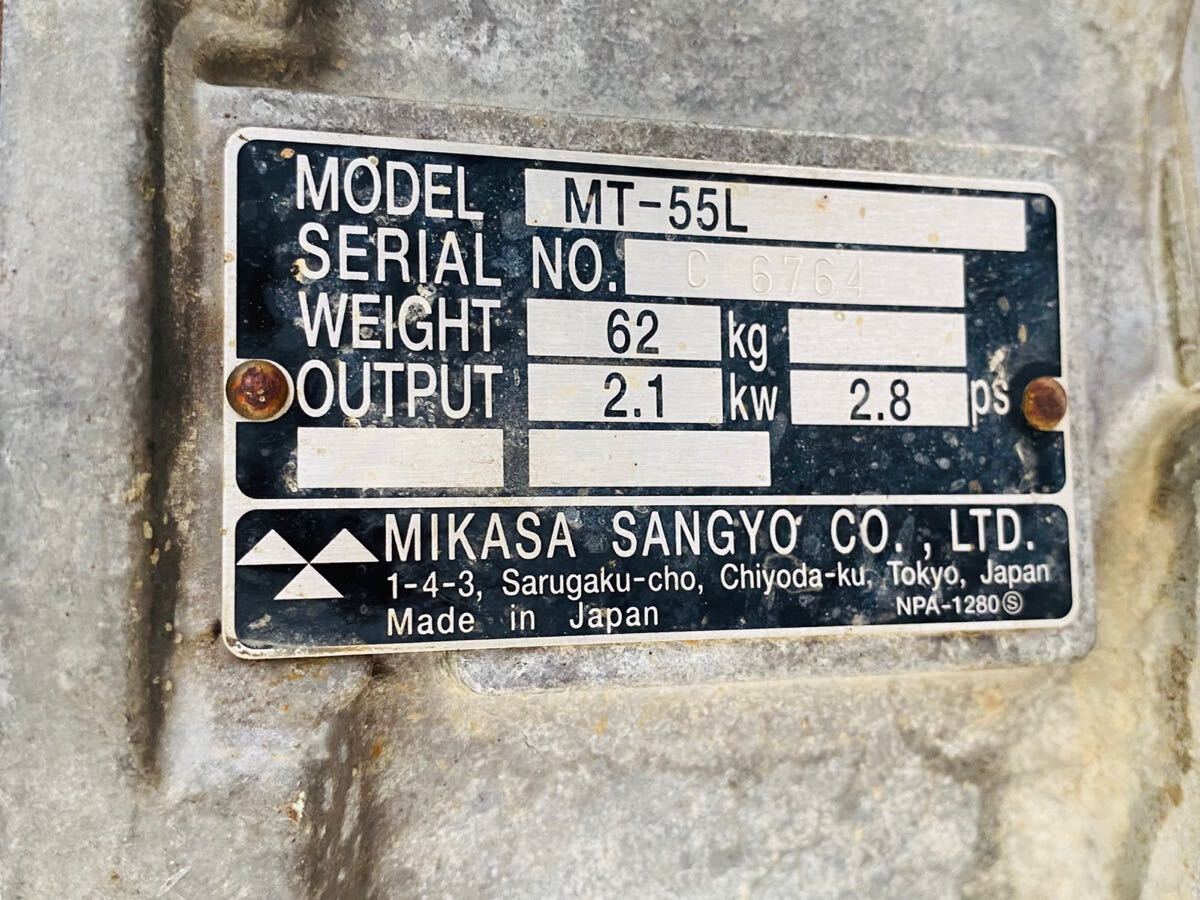 MODEL MT-55L
SERIAL NO. C 6764
WEIGHT 62 kg
OUTPUT 2.1 kw 2.8 ps
MIKASA SANGYO CO., LTD.
1-4-3, Sarugaku-cho, Chiyoda-ku, Tokyo, Japan
Made in Japan NPA-1280Ⓢ